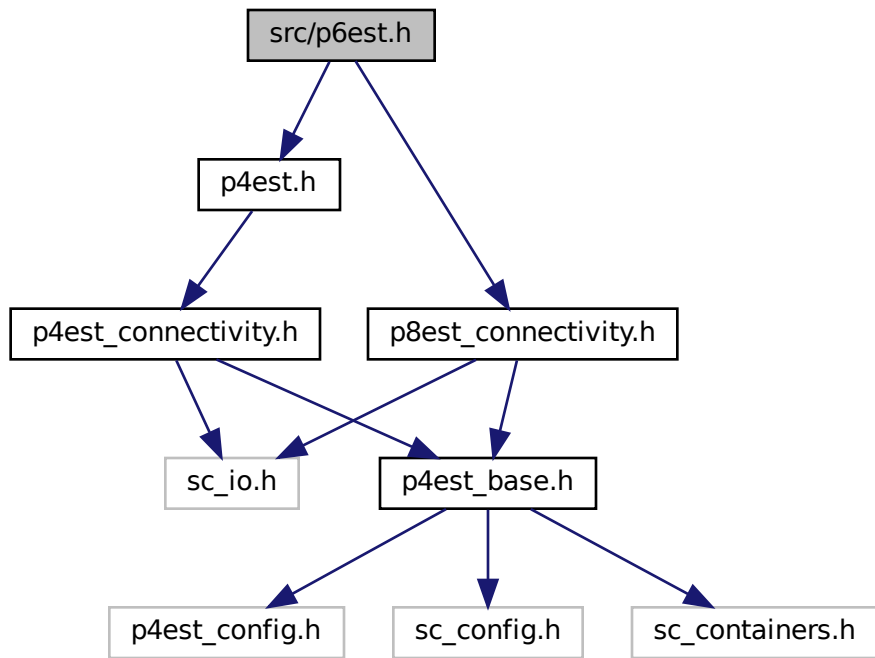 src/p6est.h
p4est.h
p4est_connectivity.h
p8est_connectivity.h
sc_io.h
p4est_base.h
p4est_config.h
sc_config.h
sc_containers.h